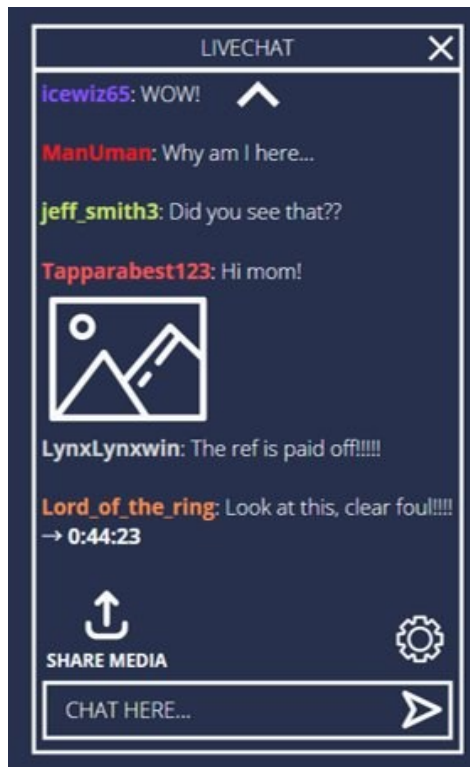 LIVECHAT
icewiz65: WOW!
ManUman: Why am I here...
jeff_smith3: Did you see that??
Tapparabest123: Hi mom!
LynxLynxwin: The ref is paid off!!!!!
Lord_of_the_ring: Look at this, clear foul!!!!
→ 0:44:23
SHARE MEDIA
CHAT HERE...